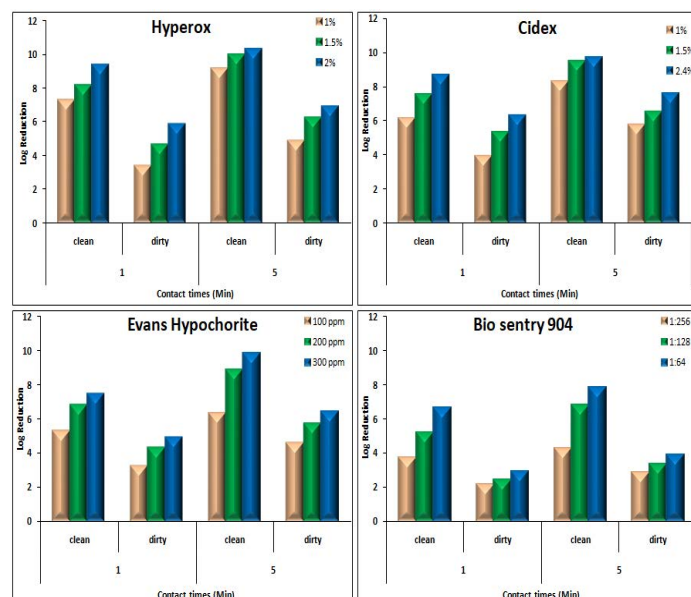 Hyperox
1%
1.5%
2%
Log Reduction
12
10
8
6
4
2
0
clean
dirty
clean
dirty
1
5
Contact times (Min)
Cidex
1%
1.5%
2.4%
Log Reduction
12
10
8
6
4
2
0
clean
dirty
clean
dirty
1
5
Contact times (Min)
Evans Hypochorite
100 ppm
200 ppm
300 ppm
Log Reduction
12
10
8
6
4
2
0
clean
dirty
clean
dirty
1
5
Contact times (Min)
Bio sentry 904
1:256
1:128
1:64
Log Reduction
12
10
8
6
4
2
0
clean
dirty
clean
dirty
1
5
Contact times (Min)